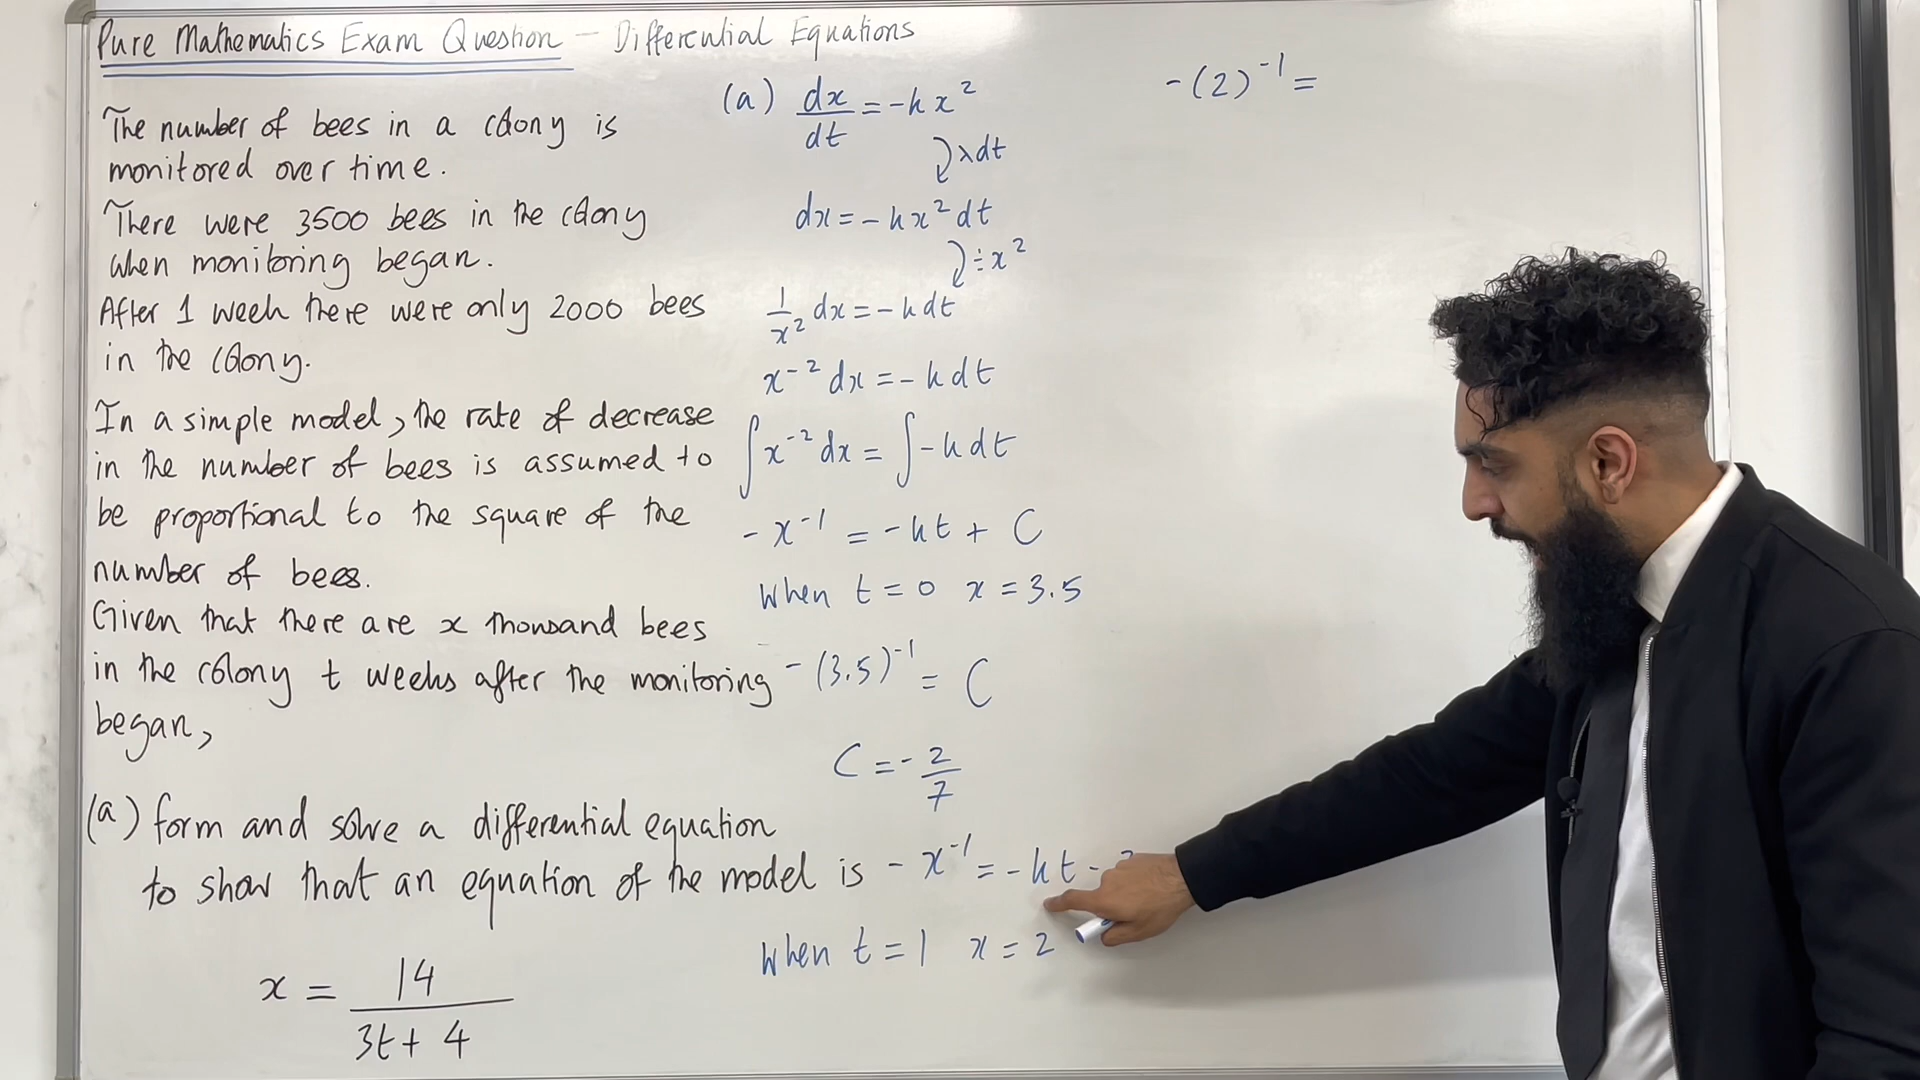 Pure Mathematics Exam Question – Differential Equations
The number of bees in a colony is
monitored over time.
There were 3500 bees in the colony
when monitoring began.
After 1 week there were only 2000 bees
in the colony.
In a simple model, the rate of decrease
in the number of bees is assumed to
be proportional to the square of the
number of bees.
Given that there are x thousand bees
in the colony t weeks after the monitoring
began,
(a) form and solve a differential equation
to show that an equation of the model is
x = 14/(3t + 4)
(a) dx/dt = -kx²
×dt
dx = -kx² dt
÷x²
1/x² dx = -k dt
x⁻² dx = -k dt
∫x⁻² dx = ∫-k dt
-x⁻¹ = -kt + C
when t = 0 x = 3.5
-(3.5)⁻¹ = C
C = -2/7
-x⁻¹ = -kt -
when t = 1 x = 2
-(2)⁻¹ =